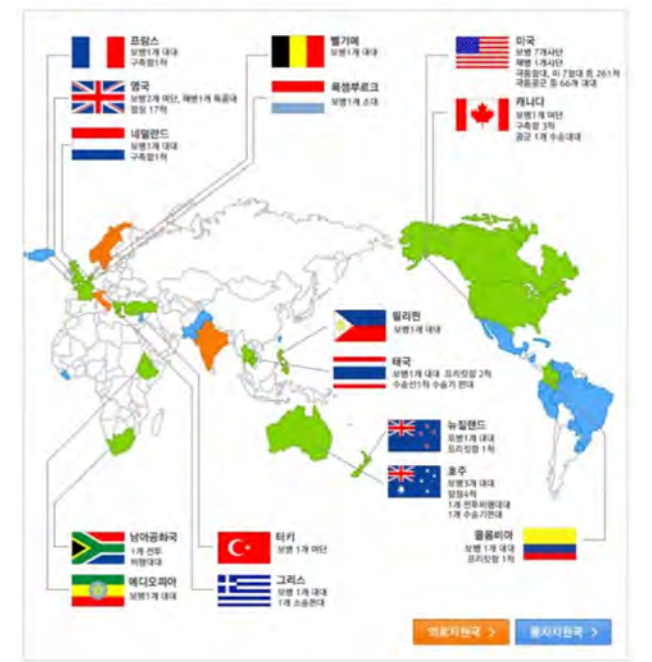 프랑스
보병1개 대대
구축함1척
영국
보병2개 여단, 해병1개 특공대
함정 17척
네덜란드
보병1개 대대
구축함1척
벨기에
보병1개 대대
룩셈부르크
보병1개 소대
미국
보병 7개사단
해병 1개사단
극동함대, 미 7함대 등 261척
극동공군 등 66개 대대
캐나다
보병1개 여단
구축함 3척
공군 1개 수송대대
필리핀
보병1개 대대
태국
보병1개 대대 프리킷함 2척
수송선1척 수송기 편대
뉴질랜드
포병1개 대대
프리킷함 1척
호주
보병3개 대대
함정4척
1개 전투비행대대
1개 수송기편대
남아공화국
1개 전투
비행대대
에디오피아
보병1개 대대
터키
보병 1개 여단
그리스
보병 1개 대대
1개 소송편대
콜롬비아
보병 1개 대대
프리킷함 1척
의료지원국 >
물자지원국 >